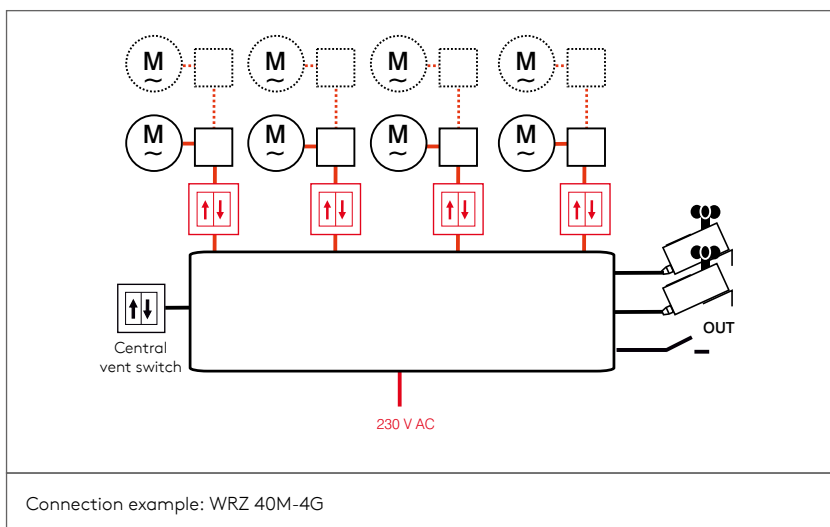 M M M M
~ ~ ~ ~
M M M M
~ ~ ~ ~
OUT
Central
vent switch
230 V AC
Connection example: WRZ 40M-4G